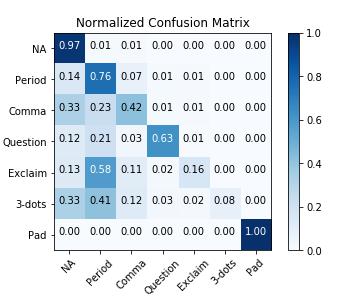 Normalized Confusion Matrix
NA 0.97 0.01 0.01 0.00 0.00 0.00 0.00
Period 0.14 0.76 0.07 0.01 0.01 0.00 0.00
Comma 0.33 0.23 0.42 0.01 0.01 0.00 0.00
Question 0.12 0.21 0.03 0.63 0.01 0.00 0.00
Exclaim 0.13 0.58 0.11 0.02 0.16 0.00 0.00
3-dots 0.33 0.41 0.12 0.03 0.02 0.08 0.00
Pad 0.00 0.00 0.00 0.00 0.00 0.00 1.00
NA Period Comma Question Exclaim 3-dots Pad
1.0
0.8
0.6
0.4
0.2
0.0